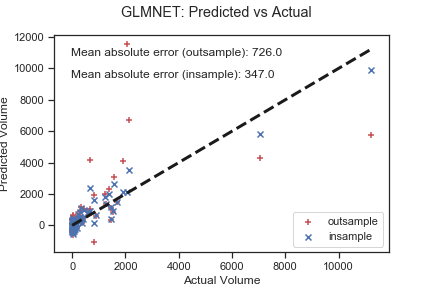 GLMNET: Predicted vs Actual
12000
10000
8000
6000
4000
2000
0
Predicted Volume
Mean absolute error (outsample): 726.0
Mean absolute error (insample): 347.0
outsample
insample
0
2000
4000
6000
8000
10000
Actual Volume